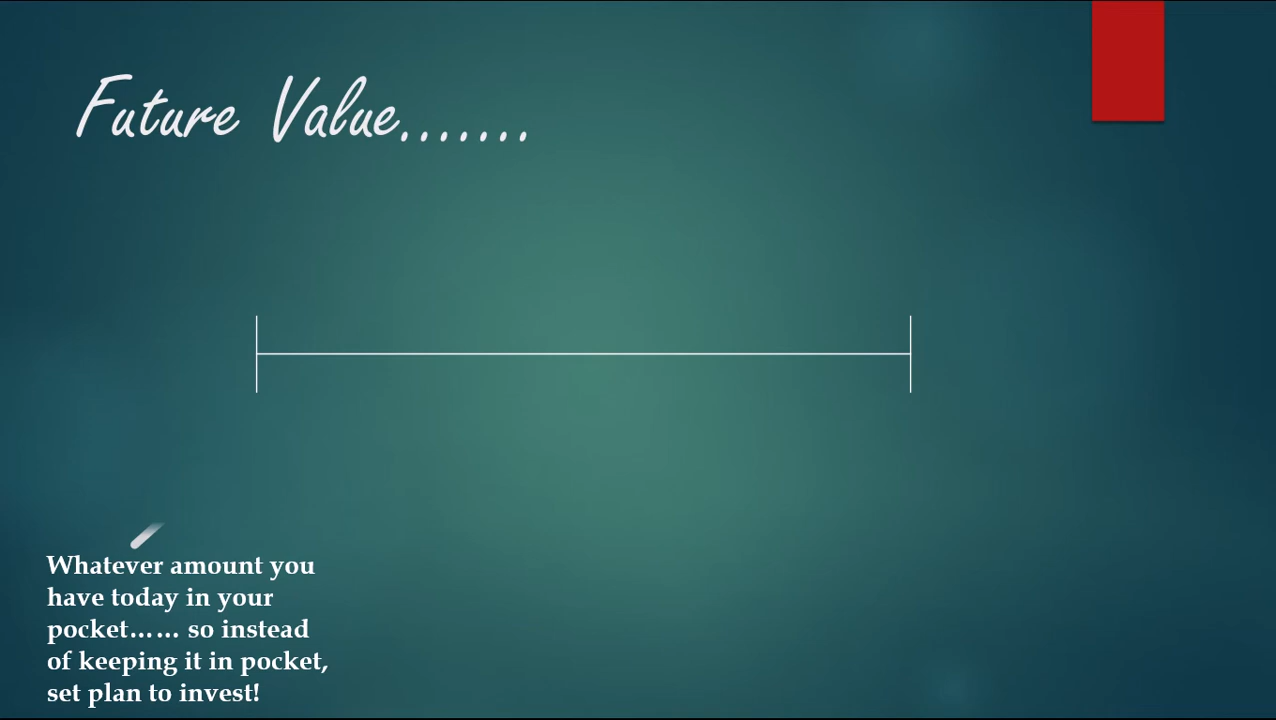 Future Value.......
Whatever amount you
have today in your
pocket…… so instead
of keeping it in pocket,
set plan to invest!